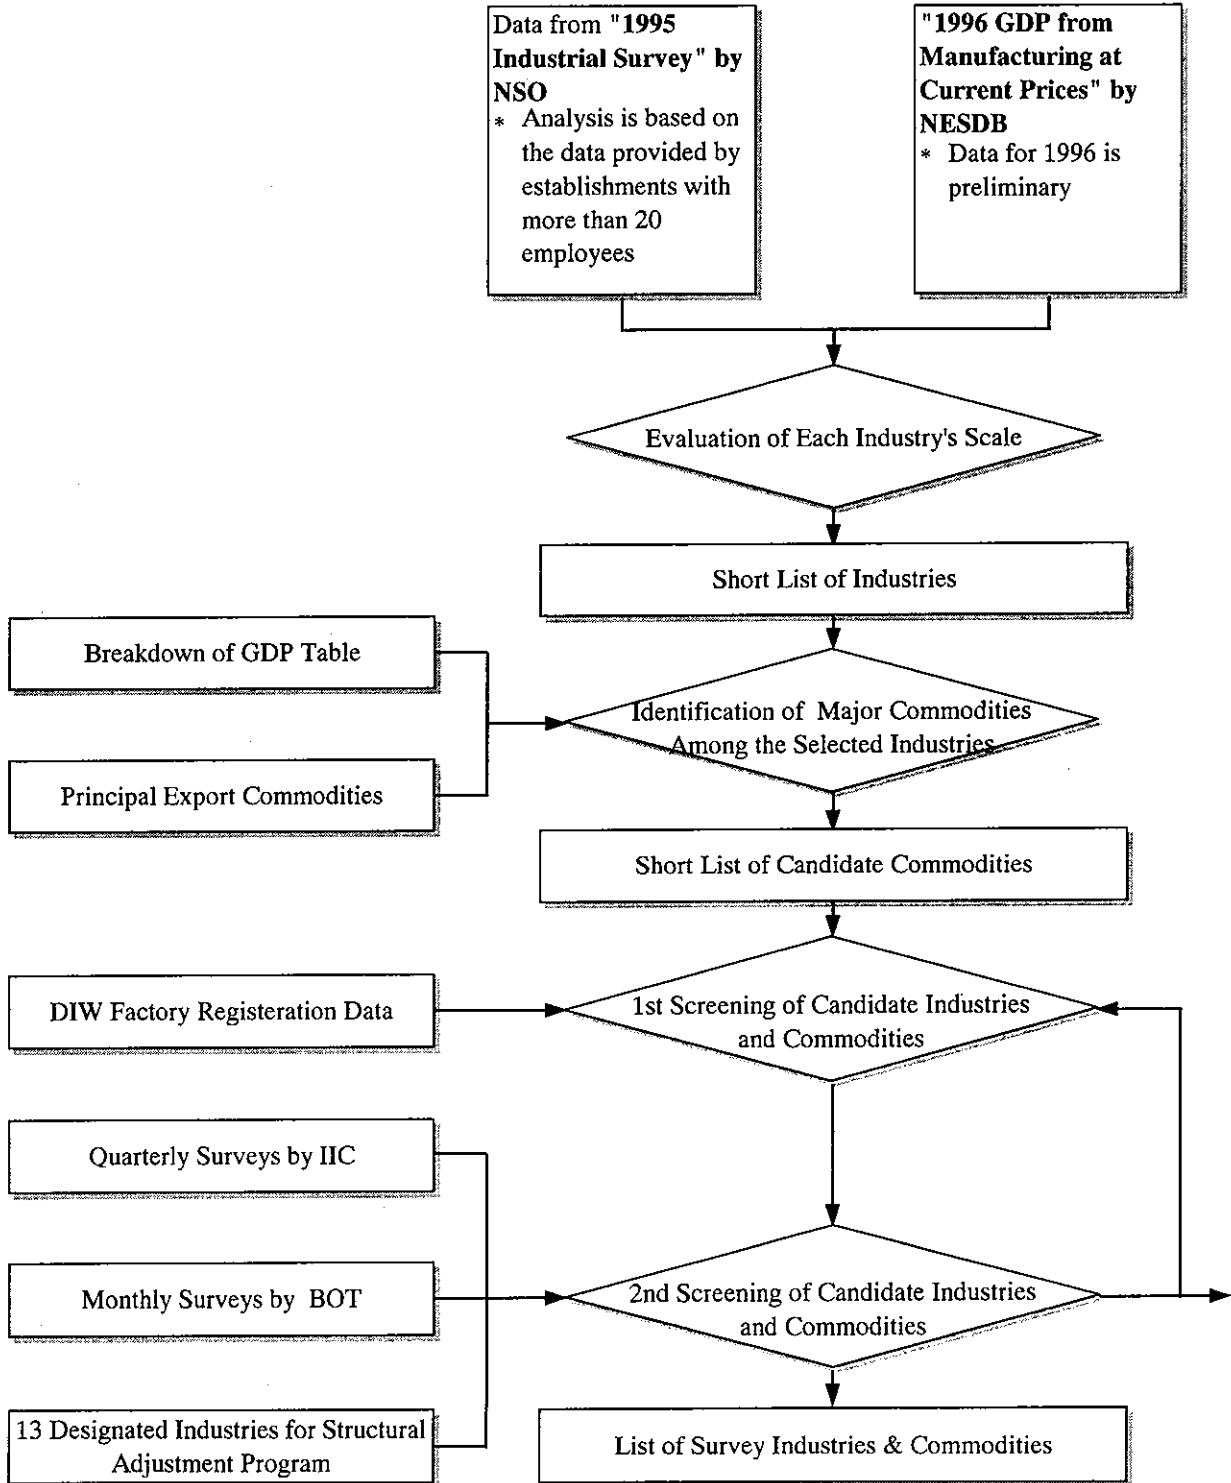 Data from "1995
Industrial Survey" by
NSO
* Analysis is based on
the data provided by
establishments with
more than 20
employees
"1996 GDP from
Manufacturing at
Current Prices" by
NESDB
* Data for 1996 is
preliminary
Evaluation of Each Industry's Scale
Short List of Industries
Breakdown of GDP Table
Principal Export Commodities
Identification of Major Commodities
Among the Selected Industries
Short List of Candidate Commodities
DIW Factory Registeration Data
1st Screening of Candidate Industries
and Commodities
Quarterly Surveys by IIC
Monthly Surveys by BOT
13 Designated Industries for Structural
Adjustment Program
2nd Screening of Candidate Industries
and Commodities
List of Survey Industries & Commodities